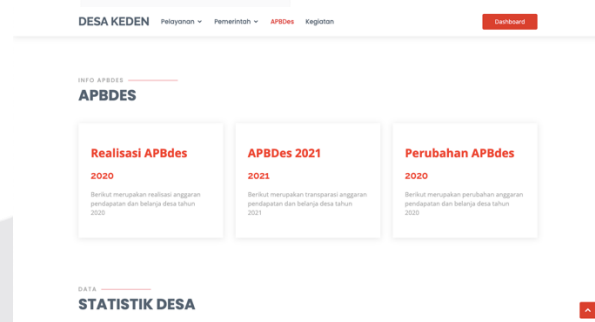 DESA KEDEN Pelayanan Pemerintah APBDes Kegiatan Dashboard
INFO APBDES
APBDES
Realisasi APBdes
2020
Berikut merupakan realisasi anggaran
pendapatan dan belanja desa tahun
2020
APBDes 2021
2021
Berikut merupakan transparasi anggaran
pendapatan dan belanja desa tahun
2021
Perubahan APBdes
2020
Berikut merupakan perubahan anggaran
pendapatan dan belanja desa tahun
2020
DATA
STATISTIK DESA